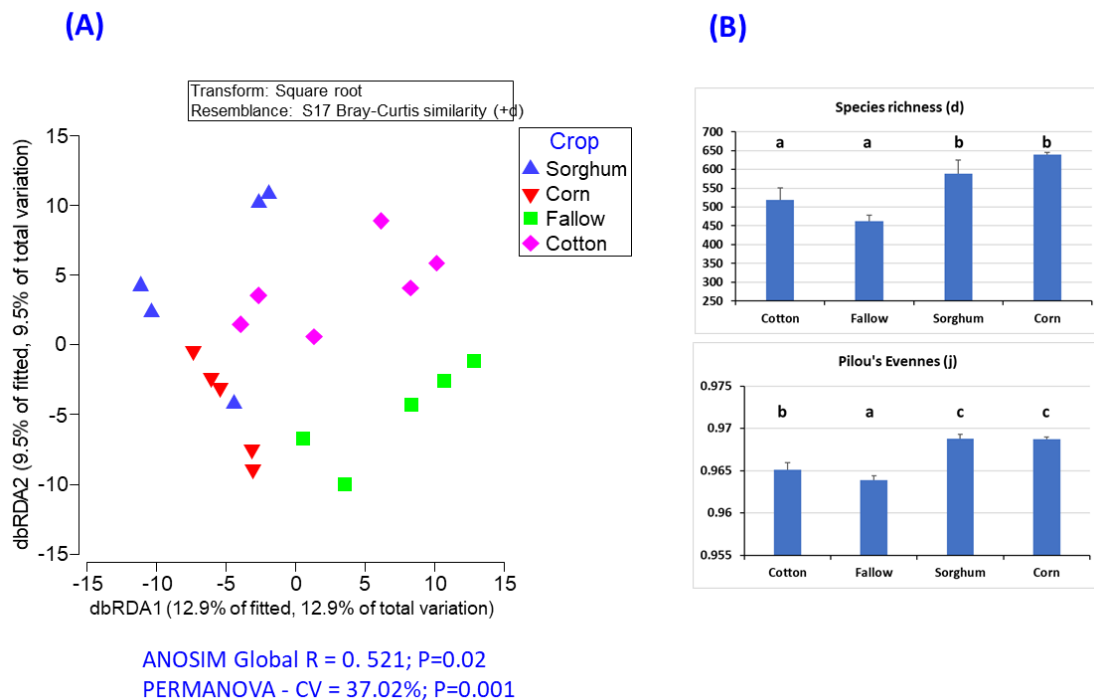 (A)
Transform: Square root
Resemblance: S17 Bray-Curtis similarity (+d)
Crop
Sorghum
Corn
Fallow
Cotton
15
10
5
0
-5
-10
-15
dbRDA2 (9.5% of fitted, 9.5% of total variation)
-15
-10
-5
0
5
10
15
dbRDA1 (12.9% of fitted, 12.9% of total variation)
ANOSIM Global R = 0. 521; P=0.02
PERMANOVA - CV = 37.02%; P=0.001
(B)
Species richness (d)
700
650
600
550
500
450
400
350
300
250
a
a
b
b
Cotton
Fallow
Sorghum
Corn
Pilou's Evennes (j)
0.975
0.97
0.965
0.96
0.955
b
a
c
c
Cotton
Fallow
Sorghum
Corn